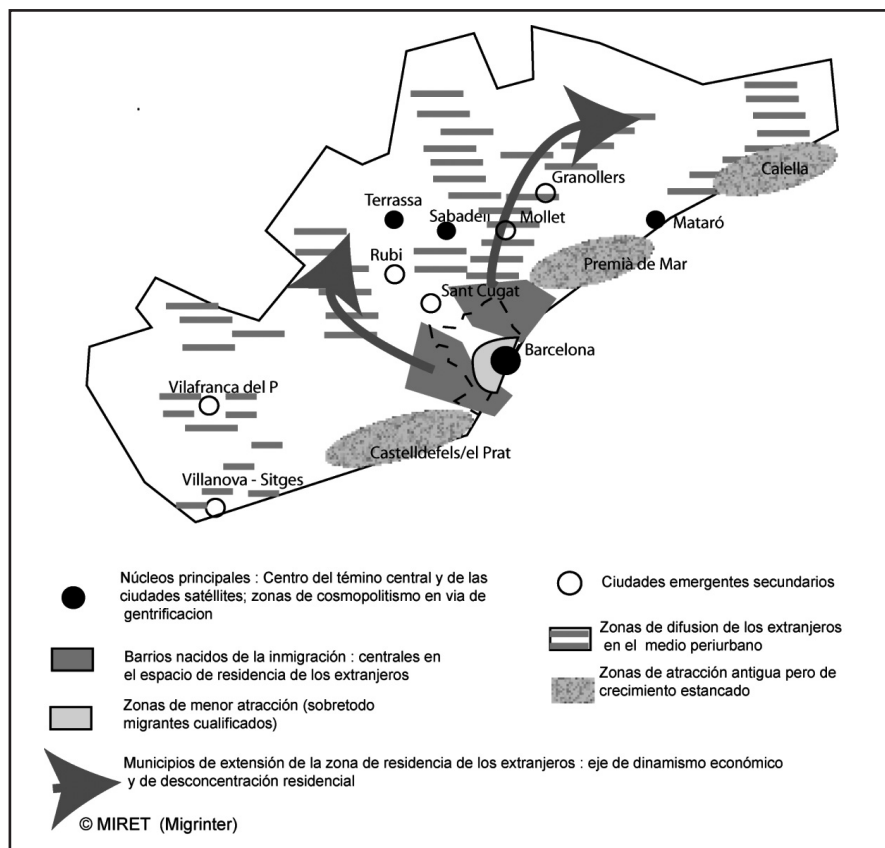 Calella
Granollers
Terrassa
Sabadell
Mollet
Mataró
Rubi
Premià de Mar
Sant Cugat
Barcelona
Vilafranca del P
Castelldefels/el Prat
Villanova - Sitges
Núcleos principales : Centro del témino central y de las
ciudades satéllites; zonas de cosmopolitismo en via de
gentrificacion
Barrios nacidos de la inmigración : centrales en
el espacio de residencia de los extranjeros
Zonas de menor atracción (sobretodo
migrantes cualificados)
Ciudades emergentes secundarios
Zonas de difusion de los extranjeros
en el medio periurbano
Zonas de atracción antigua pero de
crecimiento estancado
Municipios de extensión de la zona de residencia de los extranjeros : eje de dinamismo económico
y de desconcentración residencial
© MIRET (Migrinter)